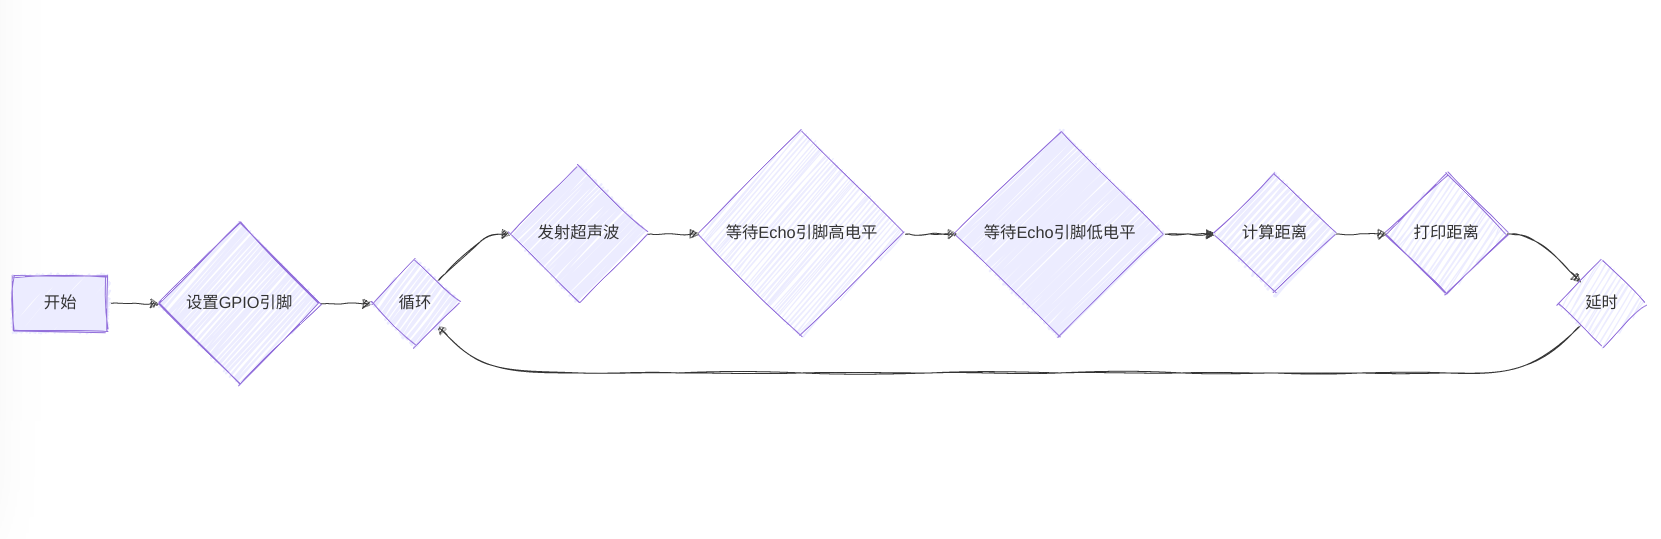 开始
设置GPIO引脚
循环
发射超声波
等待Echo引脚高电平
等待Echo引脚低电平
计算距离
打印距离
延时